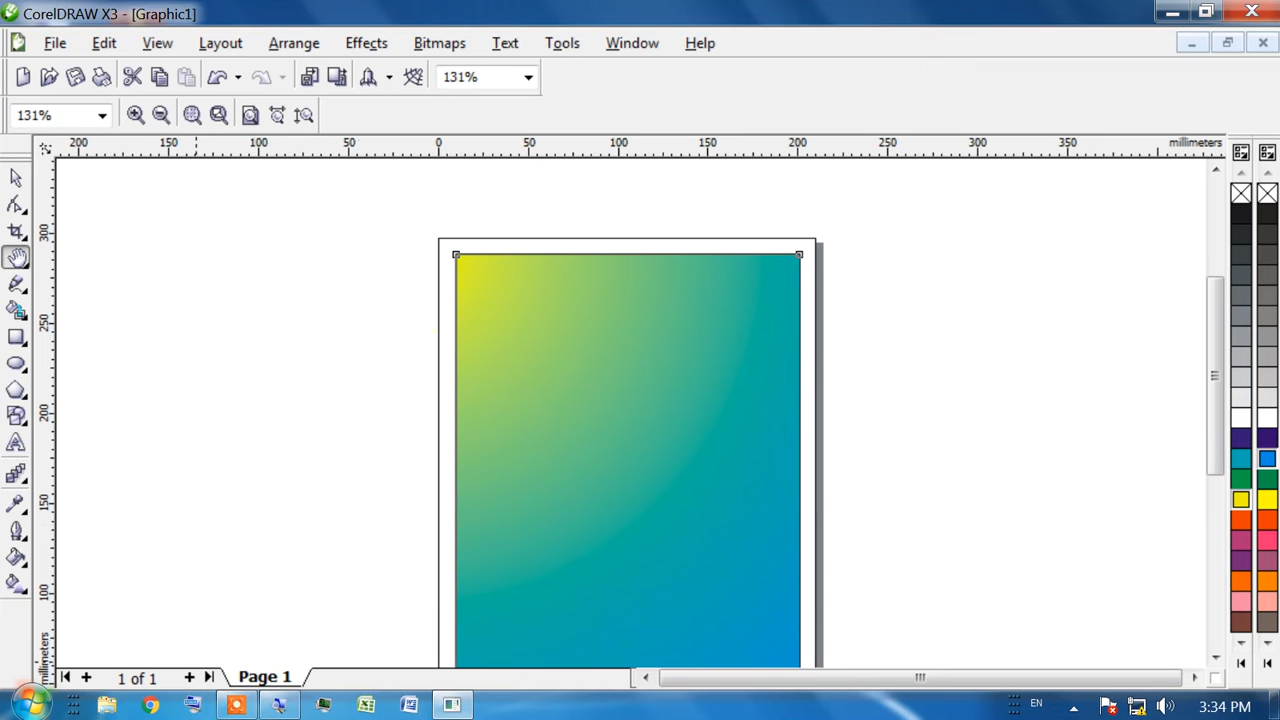 CorelDRAW X3 - [Graphic1]
File Edit View Layout Arrange Effects Bitmaps Text Tools Window Help
131%
131%
200 150 100 50 0 50 100 150 200 250 300 350 millimeters
300
250
200
150
100
millimeters
1 of 1 Page 1
EN 3:34 PM